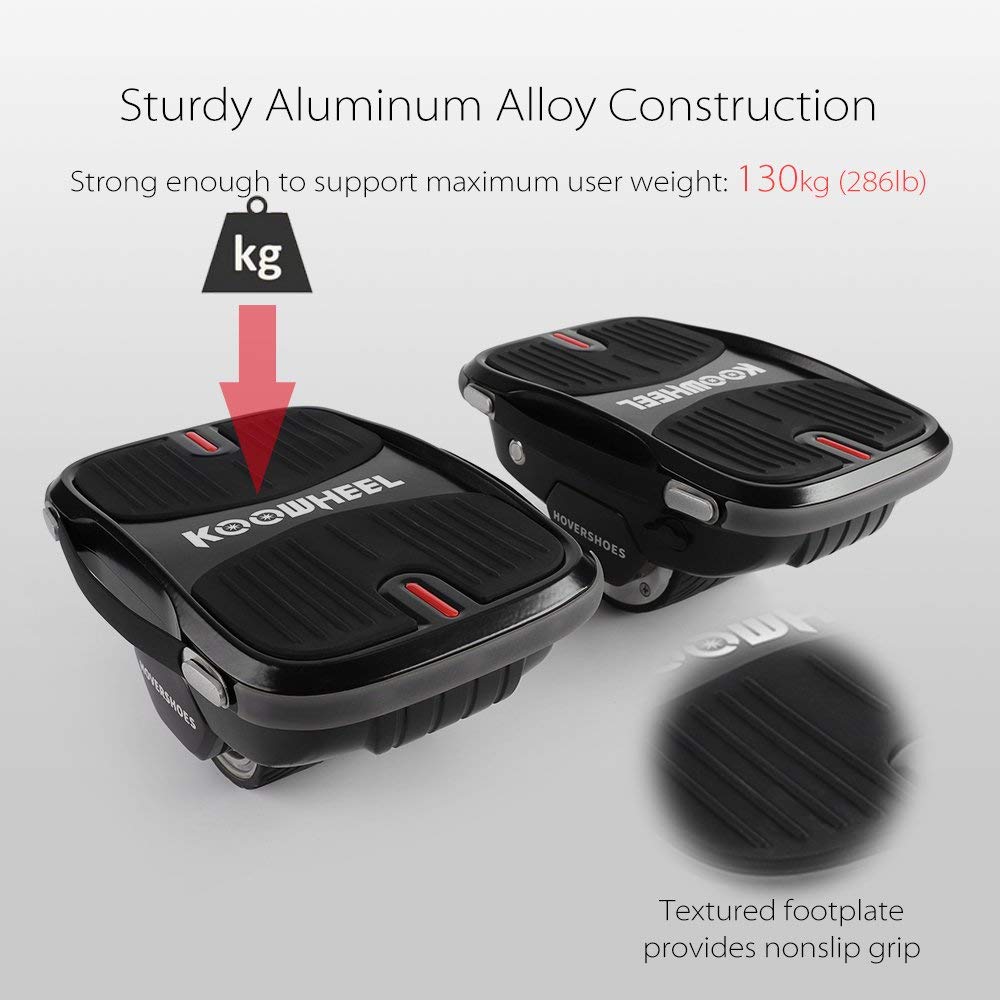 Sturdy Aluminum Alloy Construction
Strong enough to support maximum user weight: 130kg (286lb)
kg
KOOWHEEL
KOOWHEEL
HOVERSHOES
HOVERSHOES
Textured footplate
provides nonslip grip